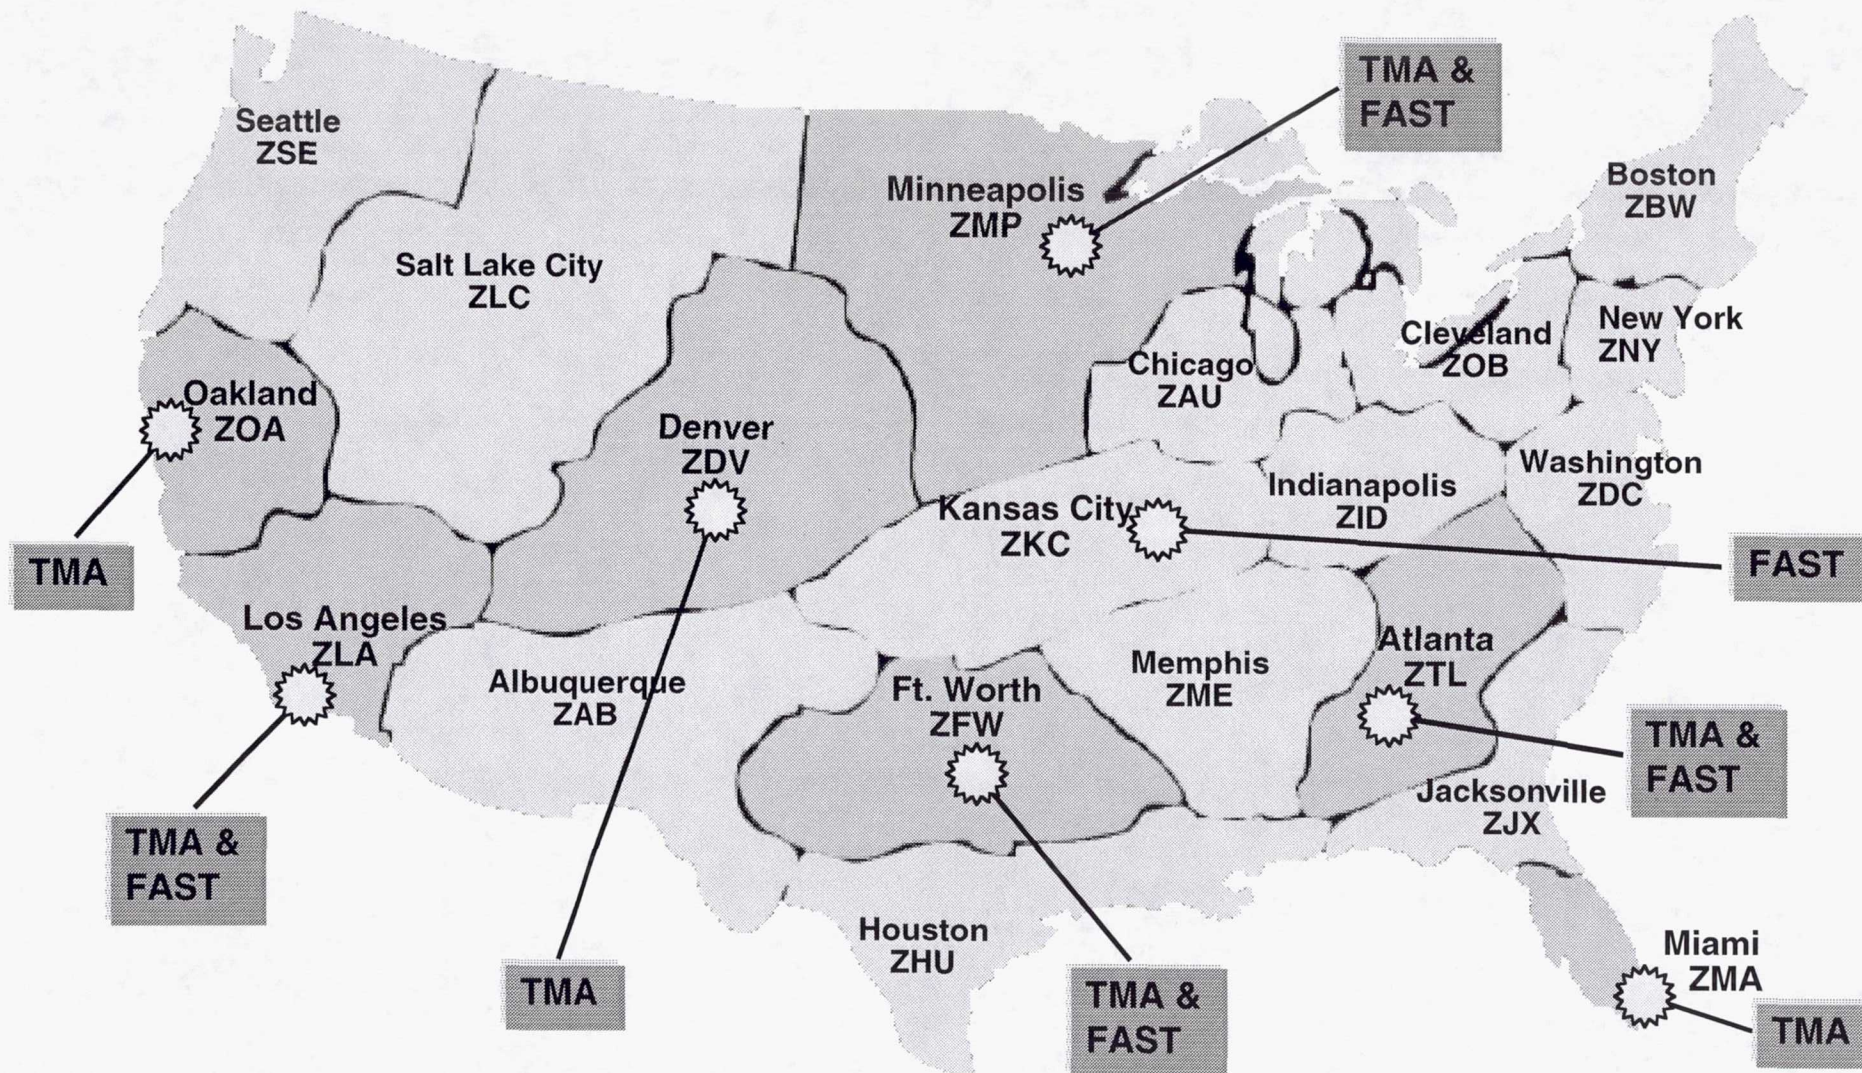 TMA &
FAST
Seattle
ZSE
Minneapolis
ZMP
Boston
ZBW
Salt Lake City
ZLC
New York
ZNY
Cleveland
ZOB
Chicago
ZAU
Oakland
ZOA
Denver
ZDV
Washington
ZDC
Indianapolis
ZID
Kansas City
ZKC
FAST
TMA
Los Angeles
ZLA
Atlanta
ZTL
Memphis
ZME
Albuquerque
ZAB
Ft. Worth
ZFW
TMA &
FAST
Jacksonville
ZJX
TMA &
FAST
Houston
ZHU
Miami
ZMA
TMA
TMA &
FAST
TMA